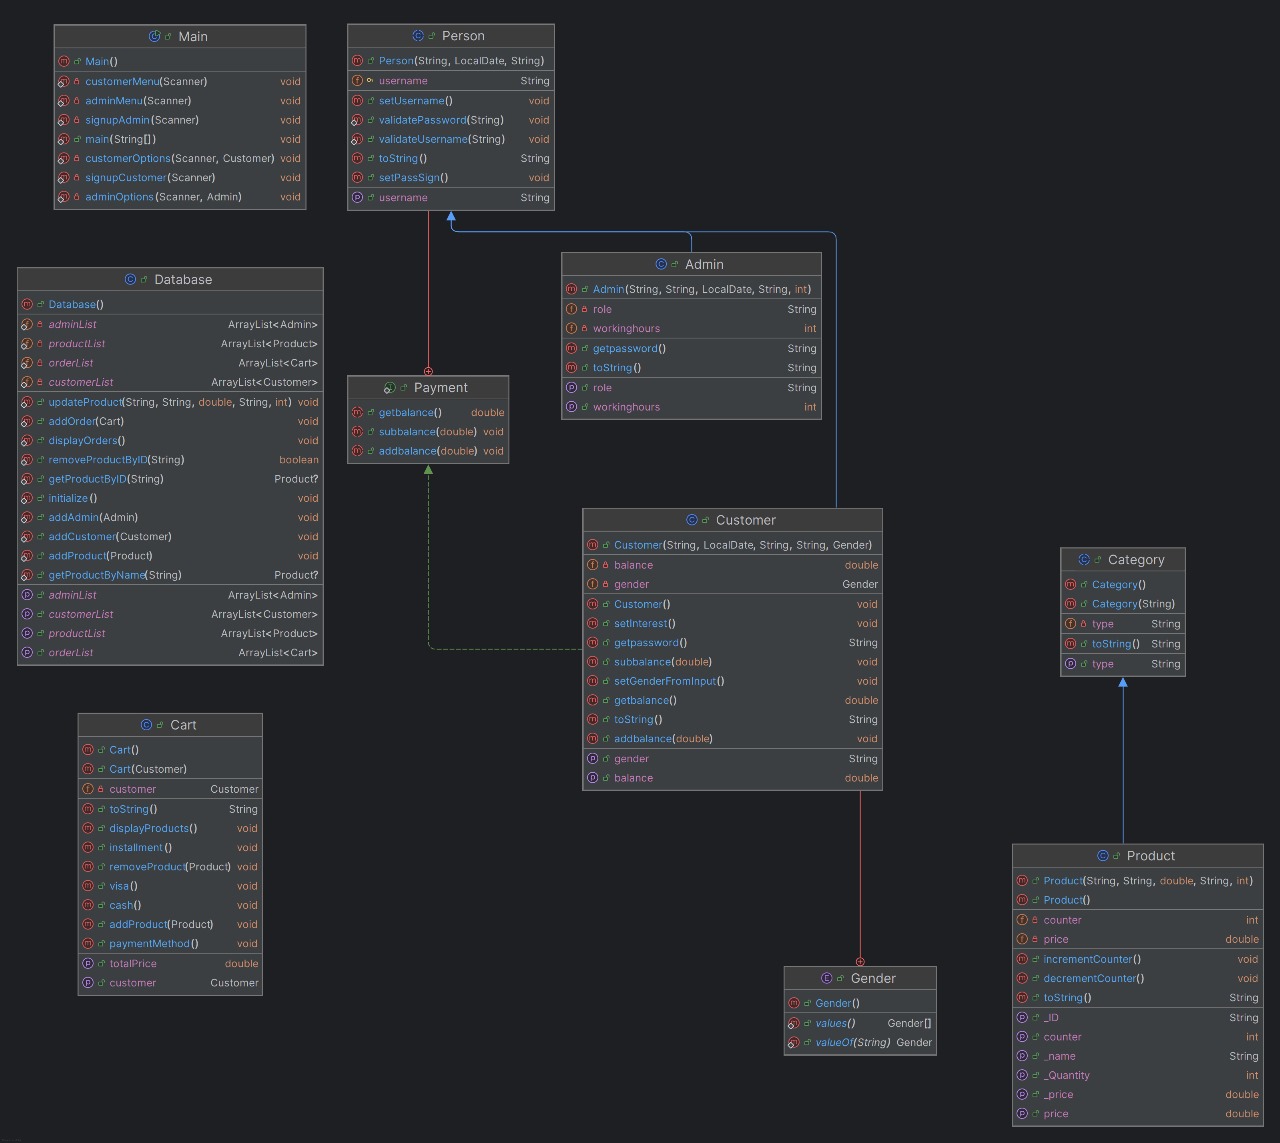 Main
Main()
customerMenu(Scanner) void
adminMenu(Scanner) void
signupAdmin(Scanner) void
main(String[]) void
customerOptions(Scanner, Customer) void
signupCustomer(Scanner) void
adminOptions(Scanner, Admin) void
Person
Person(String, LocalDate, String)
username String
setUsername() void
validatePassword(String) void
validateUsername(String) void
toString() String
setPassSign() void
username String
Admin
Admin(String, String, LocalDate, String, int)
role String
workinghours int
getpassword() String
toString() String
role String
workinghours int
Database
Database()
adminList ArrayList<Admin>
productList ArrayList<Product>
orderList ArrayList<Cart>
customerList ArrayList<Customer>
updateProduct(String, String, double, String, int) void
addOrder(Cart) void
displayOrders() void
removeProductByID(String) boolean
getProductByID(String) Product?
initialize() void
addAdmin(Admin) void
addCustomer(Customer) void
addProduct(Product) void
getProductByName(String) Product?
adminList ArrayList<Admin>
customerList ArrayList<Customer>
productList ArrayList<Product>
orderList ArrayList<Cart>
Payment
getbalance() double
subbalance(double) void
addbalance(double) void
Customer
Customer(String, LocalDate, String, String, Gender)
balance double
gender Gender
Customer() void
setInterest() void
getpassword() String
subbalance(double) void
setGenderFromInput() void
getbalance() double
toString() String
addbalance(double) void
gender String
balance double
Category
Category()
Category(String)
type String
toString() String
type String
Cart
Cart()
Cart(Customer)
customer Customer
toString() String
displayProducts() void
installment() void
removeProduct(Product) void
visa() void
cash() void
addProduct(Product) void
paymentMethod() void
totalPrice double
customer Customer
Product
Product(String, String, double, String, int)
Product()
counter int
price double
incrementCounter() void
decrementCounter() void
toString() String
_ID String
counter int
_name String
_Quantity int
_price double
price double
Gender
Gender()
values() Gender[]
valueOf(String) Gender